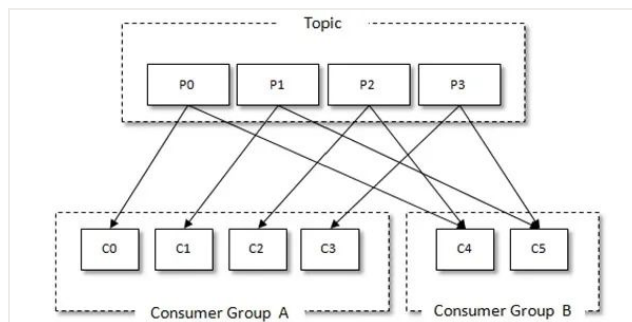 Topic
P0 P1 P2 P3
C0 C1 C2 C3 C4 C5
Consumer Group A Consumer Group B